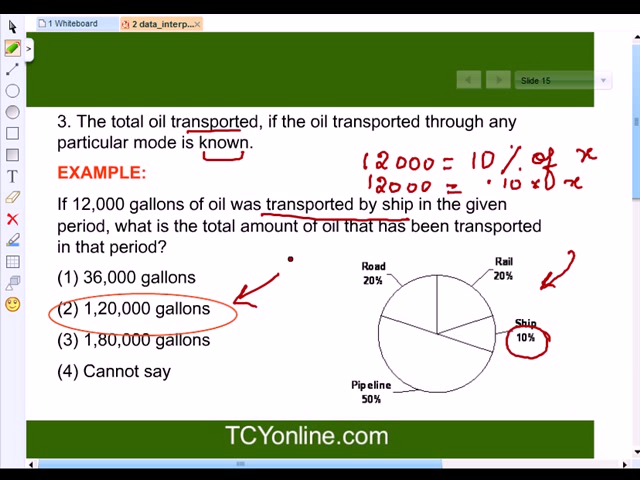 1 Whiteboard
2 data_interp...
Slide 15
3. The total oil transported, if the oil transported through any
particular mode is known.
12000 = 10 % of x
12000 = .10 x x
EXAMPLE:
If 12,000 gallons of oil was transported by ship in the given
period, what is the total amount of oil that has been transported
in that period?
(1) 36,000 gallons
(2) 1,20,000 gallons
(3) 1,80,000 gallons
(4) Cannot say
Road
20%
Rail
20%
Ship
10%
Pipeline
50%
TCYonline.com